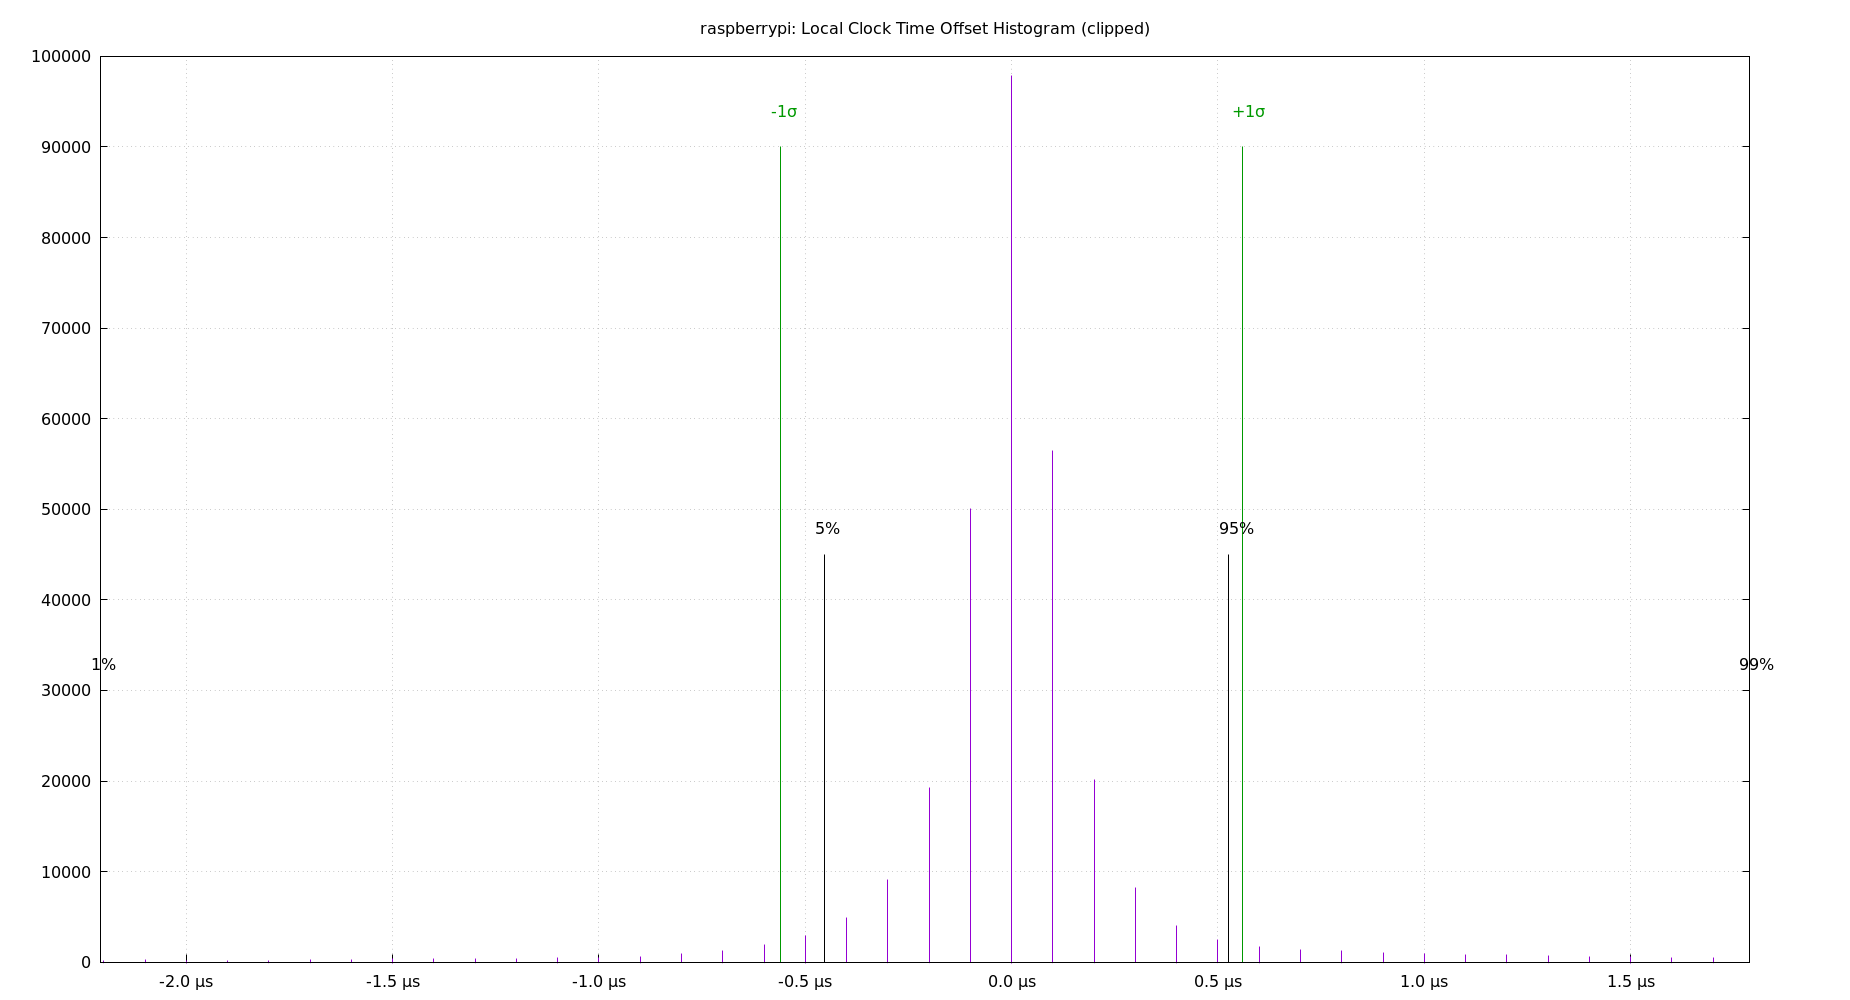 raspberrypi: Local Clock Time Offset Histogram (clipped)
100000
-1σ
+1σ
90000
80000
70000
60000
50000
5%
95%
40000
1%
99%
30000
20000
10000
0
-2.0 µs
-1.5 µs
-1.0 µs
-0.5 µs
0.0 µs
0.5 µs
1.0 µs
1.5 µs